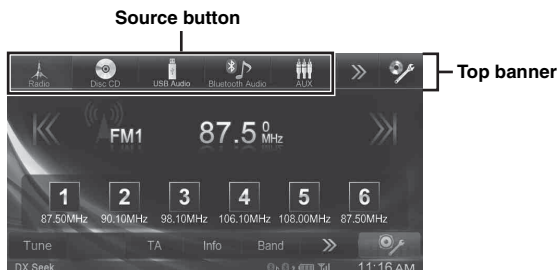 Source button
Radio Disc CD USB Audio Bluetooth Audio AUX
Top banner
FM1 87.5 0 MHz
1 2 3 4 5 6
87.50MHz 90.10MHz 98.10MHz 106.10MHz 108.00MHz 87.50MHz
Tune TA Info Band
DX Seek 11:16 AM